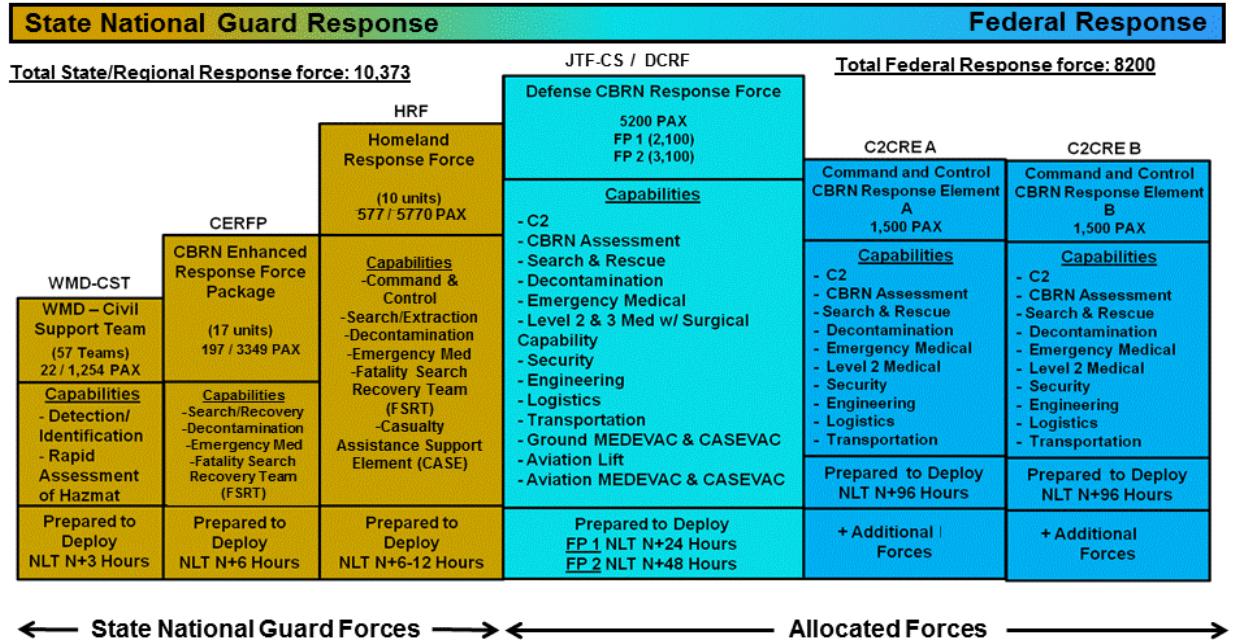 State National Guard Response
Federal Response
Total State/Regional Response force: 10,373
JTF-CS / DCRF
Total Federal Response force: 8200
WMD-CST
WMD – Civil
Support Team
(57 Teams)
22 / 1,254 PAX
Capabilities
- Detection/
Identification
- Rapid
Assessment
of Hazmat
Prepared to
Deploy
NLT N+3 Hours
CERFP
CBRN Enhanced
Response Force
Package
(17 units)
197 / 3349 PAX
Capabilities
-Search/Recovery
-Decontamination
-Emergency Med
-Fatality Search
Recovery Team
(FSRT)
Prepared to
Deploy
NLT N+6 Hours
HRF
Homeland
Response Force
(10 units)
577 / 5770 PAX
Capabilities
-Command &
Control
-Search/Extraction
-Decontamination
-Emergency Med
-Fatality Search
Recovery Team
(FSRT)
-Casualty
Assistance Support
Element (CASE)
Prepared to
Deploy
NLT N+6-12 Hours
Defense CBRN Response Force
5200 PAX
FP 1 (2,100)
FP 2 (3,100)
Capabilities
- C2
- CBRN Assessment
- Search & Rescue
- Decontamination
- Emergency Medical
- Level 2 & 3 Med w/ Surgical
Capability
- Security
- Engineering
- Logistics
- Transportation
- Ground MEDEVAC & CASEVAC
- Aviation Lift
- Aviation MEDEVAC & CASEVAC
Prepared to Deploy
FP 1 NLT N+24 Hours
FP 2 NLT N+48 Hours
C2CRE A
Command and Control
CBRN Response Element
A
1,500 PAX
Capabilities
- C2
- CBRN Assessment
- Search & Rescue
- Decontamination
- Emergency Medical
- Level 2 Medical
- Security
- Engineering
- Logistics
- Transportation
Prepared to Deploy
NLT N+96 Hours
+ Additional
Forces
C2CRE B
Command and Control
CBRN Response Element
B
1,500 PAX
Capabilities
- C2
- CBRN Assessment
- Search & Rescue
- Decontamination
- Emergency Medical
- Level 2 Medical
- Security
- Engineering
- Logistics
- Transportation
Prepared to Deploy
NLT N+96 Hours
+ Additional
Forces
State National Guard Forces
Allocated Forces